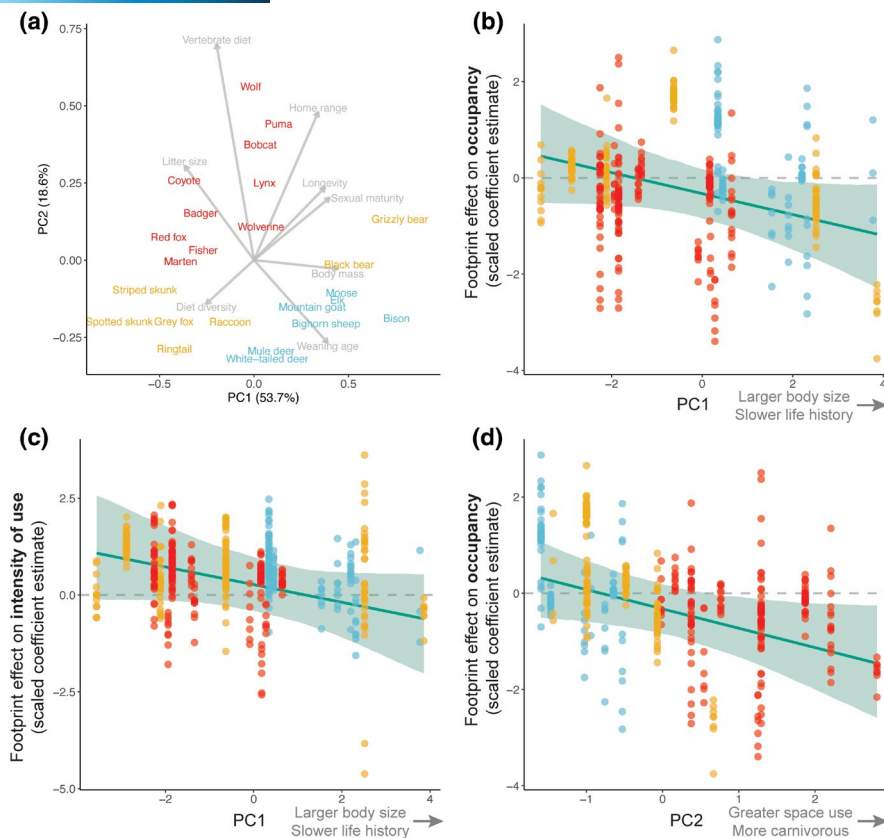 (a)
0.75
0.50
0.25
0.00
−0.25
PC2 (18.6%)
Vertebrate diet
Wolf
Home range
Puma
Bobcat
Litter size
Coyote
Lynx
Longevity
Sexual maturity
Badger
Grizzly bear
Wolverine
Red fox
Fisher
Marten
Black bear
Body mass
Striped skunk
Moose
Elk
Diet diversity
Mountain goat
Spotted skunk
Grey fox
Raccoon
Bighorn sheep
Bison
Weaning age
Ringtail
Mule deer
White−tailed deer
−0.5
0.0
0.5
PC1 (53.7%)
(b)
2
0
−2
−4
Footprint effect on occupancy
(scaled coefficient estimate)
−2
0
2
4
PC1
Larger body size
Slower life history
(c)
2.5
0.0
−2.5
−5.0
Footprint effect on intensity of use
(scaled coefficient estimate)
−2
0
2
4
PC1
Larger body size
Slower life history
(d)
2
0
−2
−4
Footprint effect on occupancy
(scaled coefficient estimate)
−1
0
1
2
PC2
Greater space use
More carnivorous